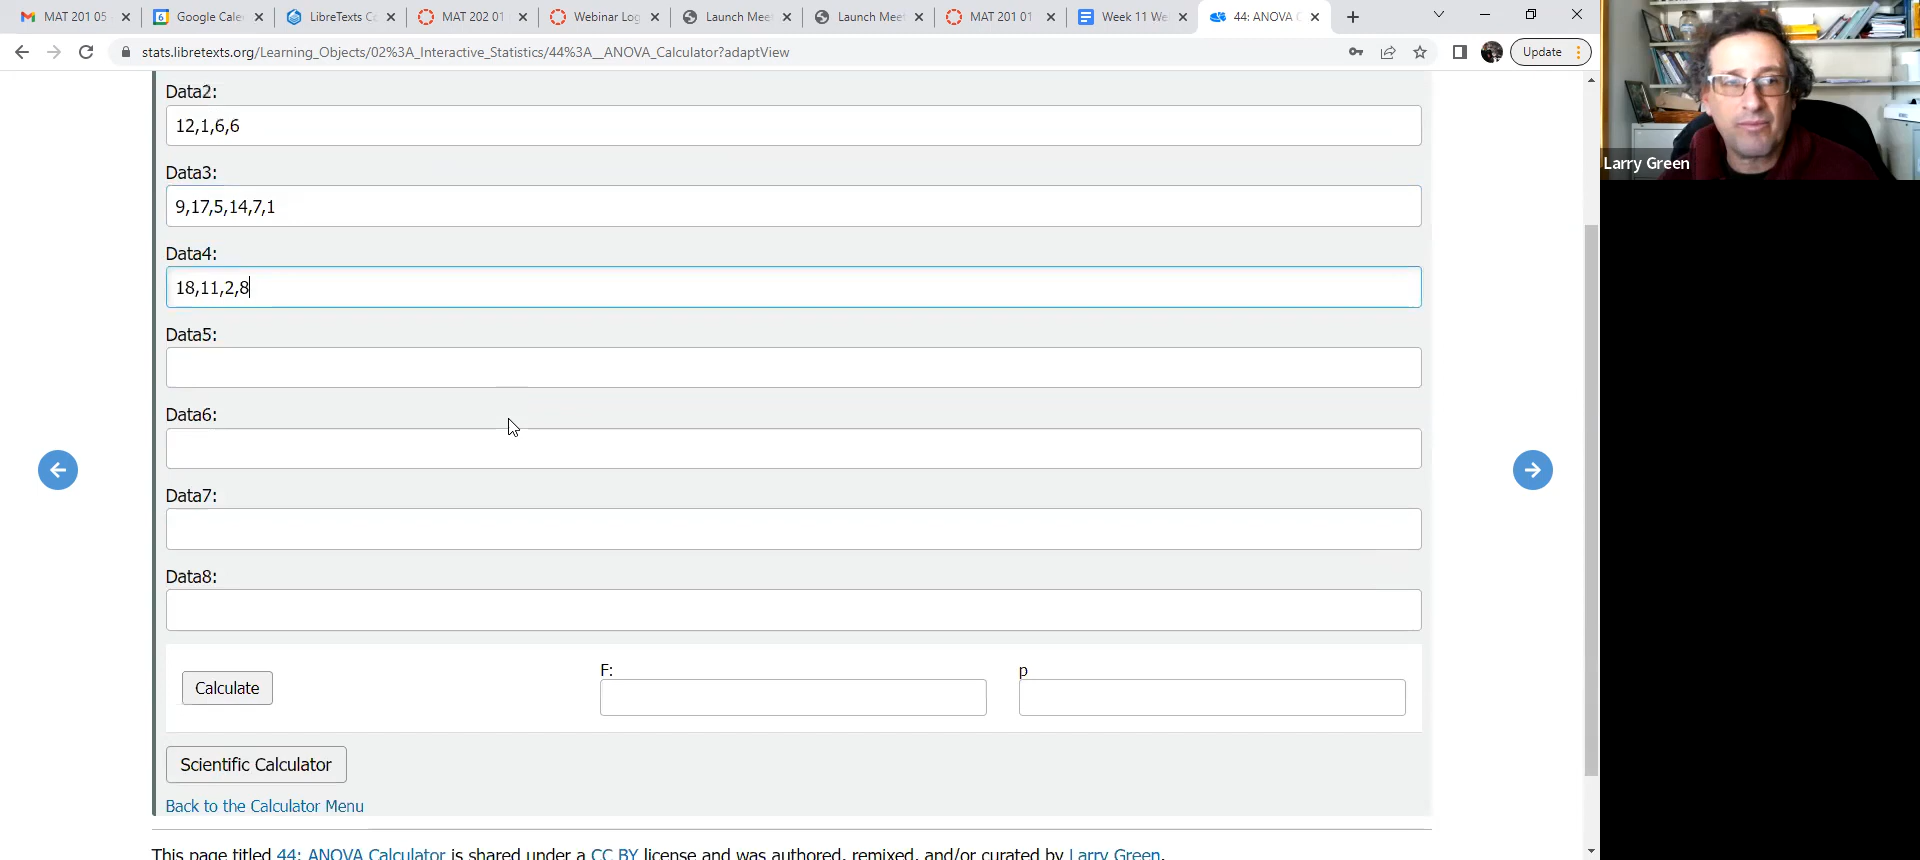 MAT 201 05
Google Cale
LibreTexts Co
MAT 202 01
Webinar Log
Launch Mee
Launch Mee
MAT 201 01
Week 11 We
44: ANOVA C
stats.libretexts.org/Learning_Objects/02%3A_Interactive_Statistics/44%3A__ANOVA_Calculator?adaptView
Update
Larry Green
Data2:
12,1,6,6
Data3:
9,17,5,14,7,1
Data4:
18,11,2,8
Data5:
Data6:
Data7:
Data8:
F:
p
Calculate
Scientific Calculator
Back to the Calculator Menu
This page titled 44: ANOVA Calculator is shared under a CC BY license and was authored, remixed, and/or curated by Larry Green.